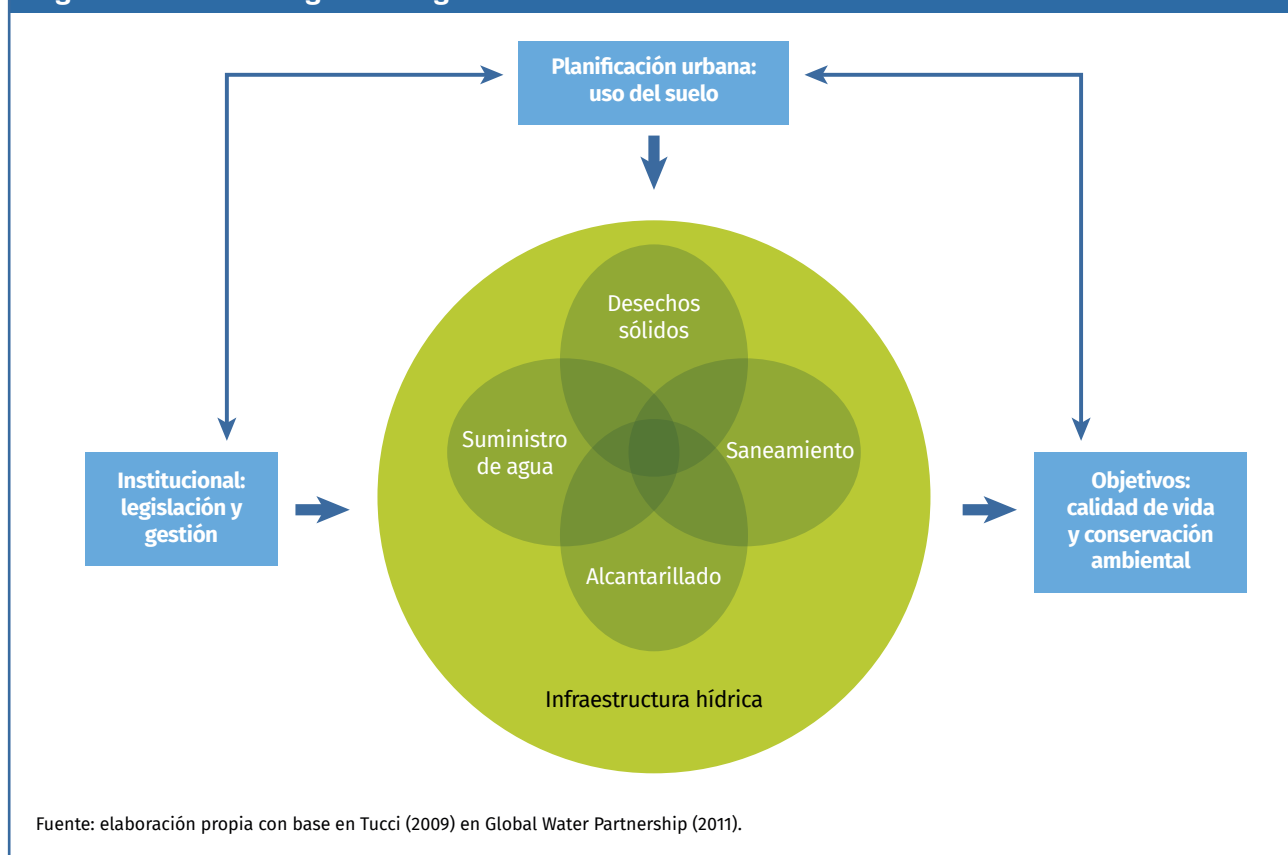 Planificación urbana:
uso del suelo
Desechos
sólidos
Suministro
de agua
Saneamiento
Institucional:
legislación y
gestión
Objetivos:
calidad de vida
y conservación
ambiental
Alcantarillado
Infraestructura hídrica
Fuente: elaboración propia con base en Tucci (2009) en Global Water Partnership (2011).